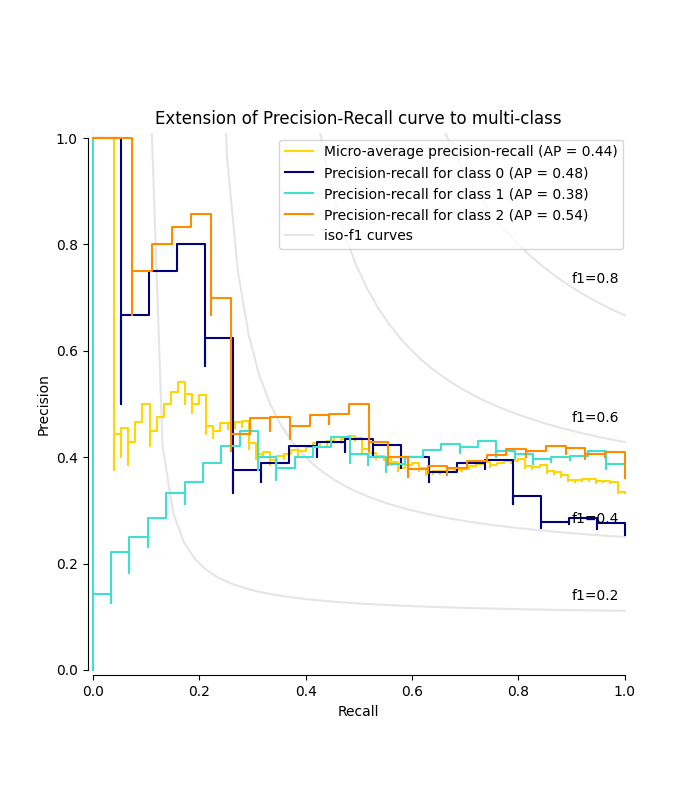 Extension of Precision-Recall curve to multi-class
Micro-average precision-recall (AP = 0.44)
Precision-recall for class 0 (AP = 0.48)
Precision-recall for class 1 (AP = 0.38)
Precision-recall for class 2 (AP = 0.54)
iso-f1 curves
f1=0.8
f1=0.6
f1=0.4
f1=0.2
Precision
1.0
0.8
0.6
0.4
0.2
0.0
0.0 0.2 0.4 0.6 0.8 1.0
Recall